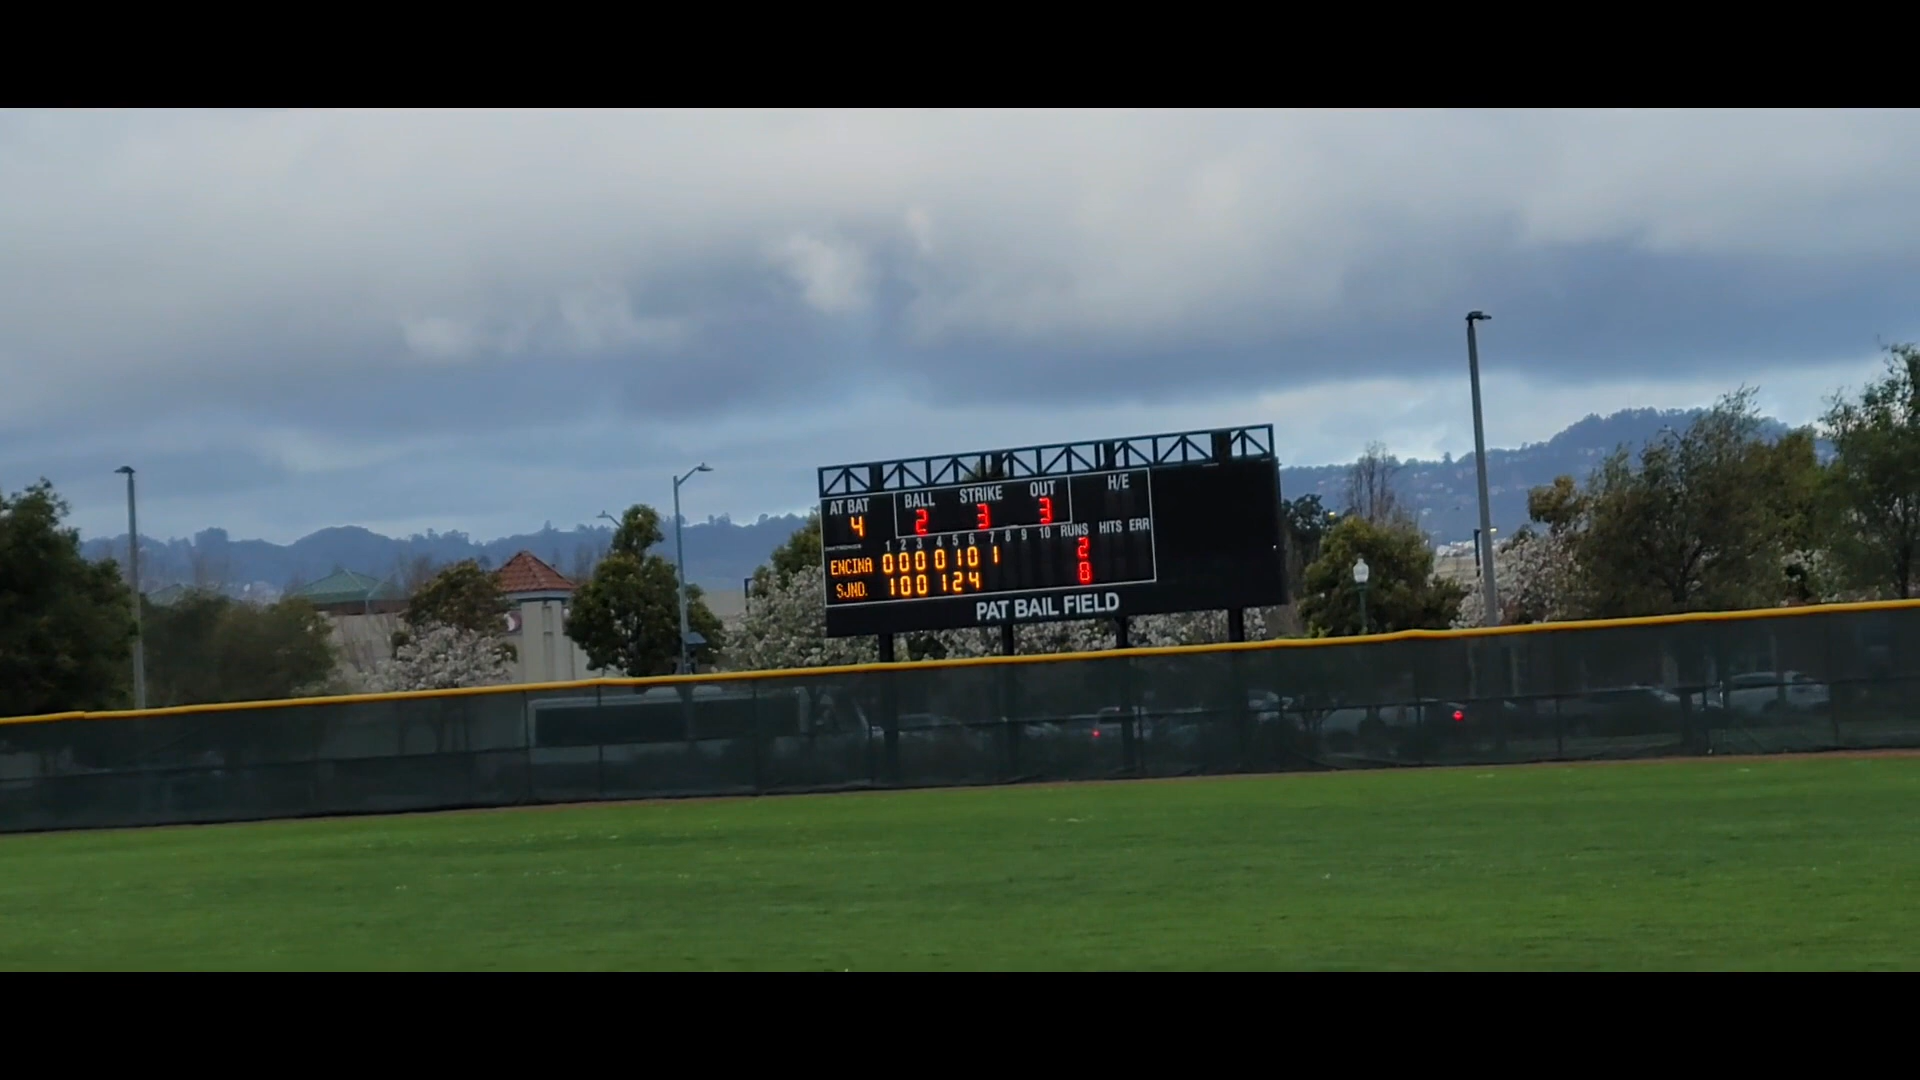 AT BAT BALL STRIKE OUT H/E
4 2 3 3
1 2 3 4 5 6 7 8 9 10 RUNS HITS ERR
ENCINA 0 0 0 0 1 0 1 2
SJND. 1 0 0 1 2 4 8
PAT BAIL FIELD